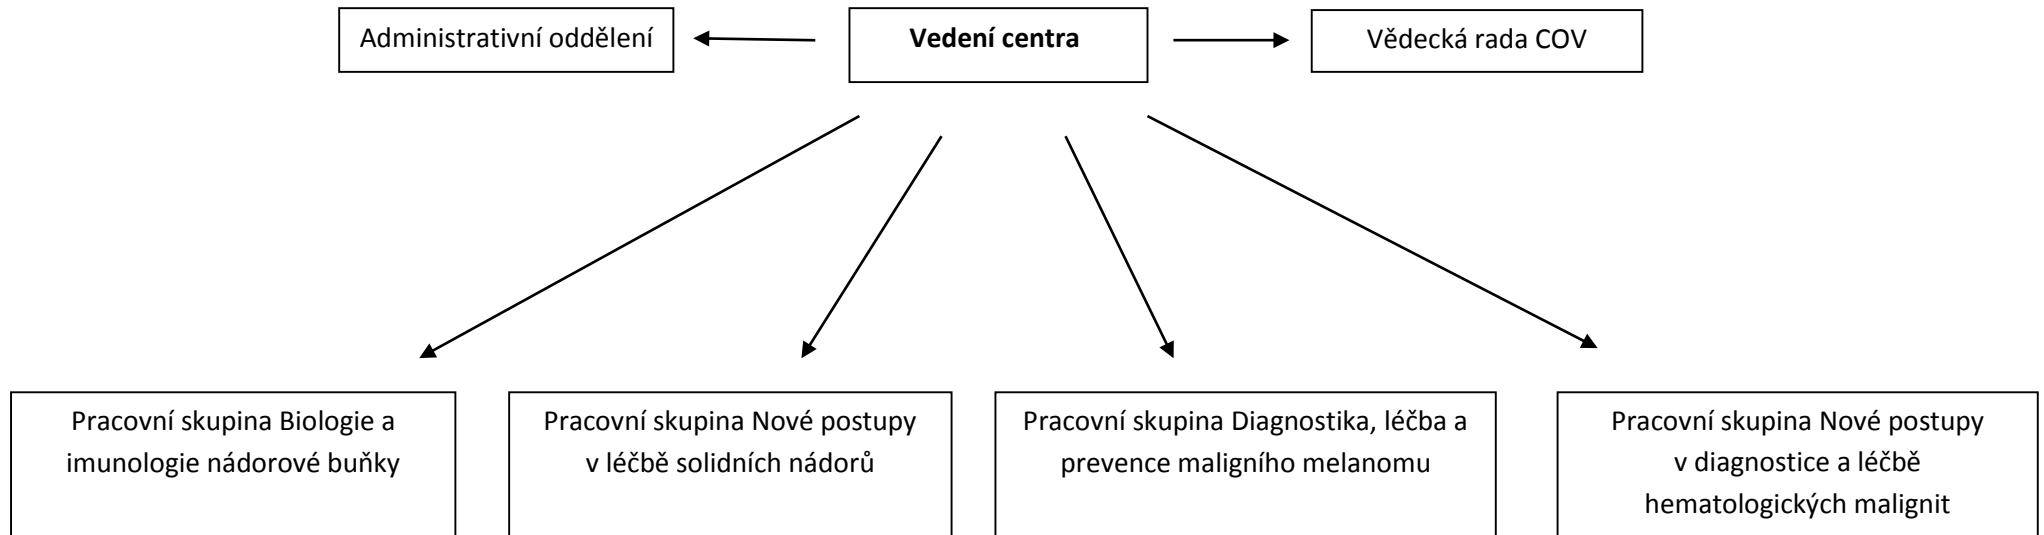 Administrativní oddělení
Vedení centra
Vědecká rada COV
Pracovní skupina Biologie a
imunologie nádorové buňky
Pracovní skupina Nové postupy
v léčbě solidních nádorů
Pracovní skupina Diagnostika, léčba a
prevence maligního melanomu
Pracovní skupina Nové postupy
v diagnostice a léčbě
hematologických malignit